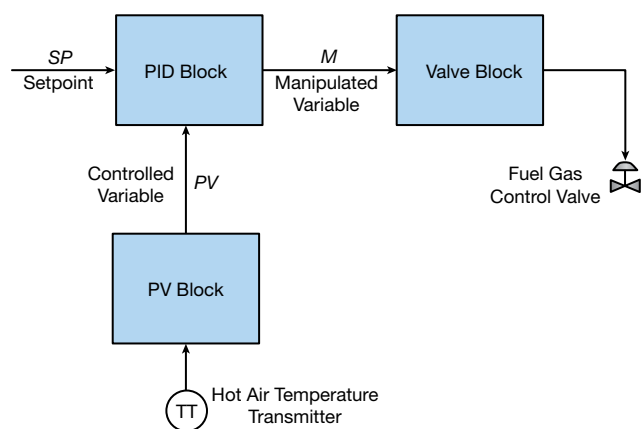 SP
Setpoint
PID Block
M
Manipulated
Variable
Valve Block
Controlled
Variable
PV
Fuel Gas
Control Valve
PV Block
TT
Hot Air Temperature
Transmitter